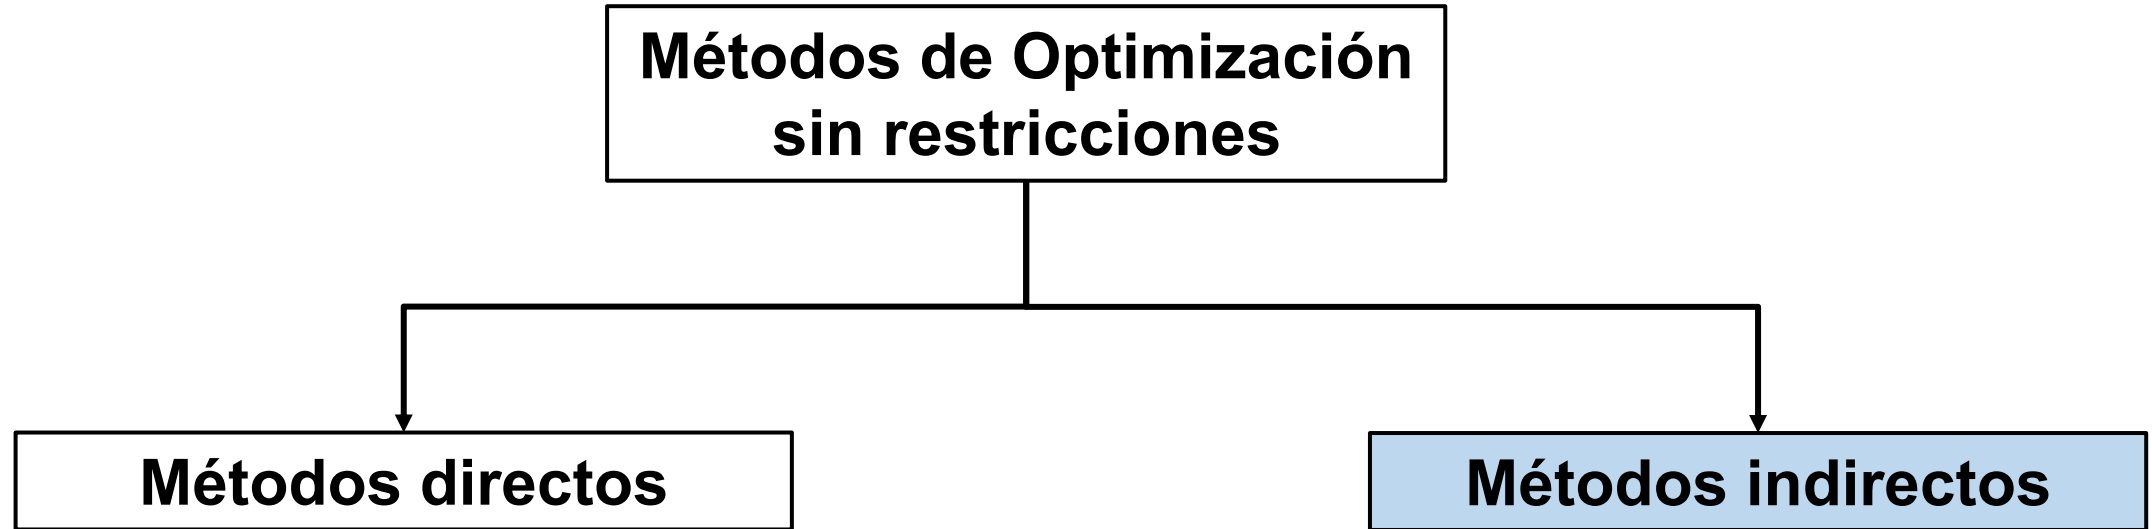 Métodos de Optimización
sin restricciones
Métodos directos
Métodos indirectos